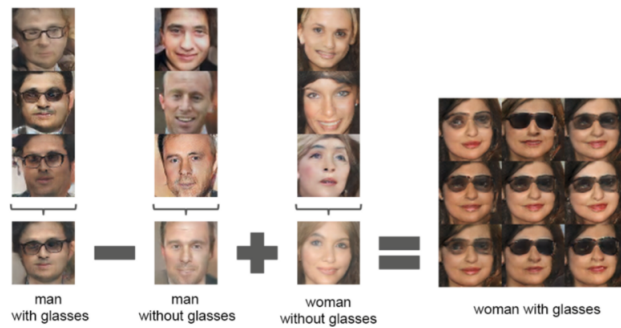 man
with glasses
man
without glasses
woman
without glasses
woman with glasses